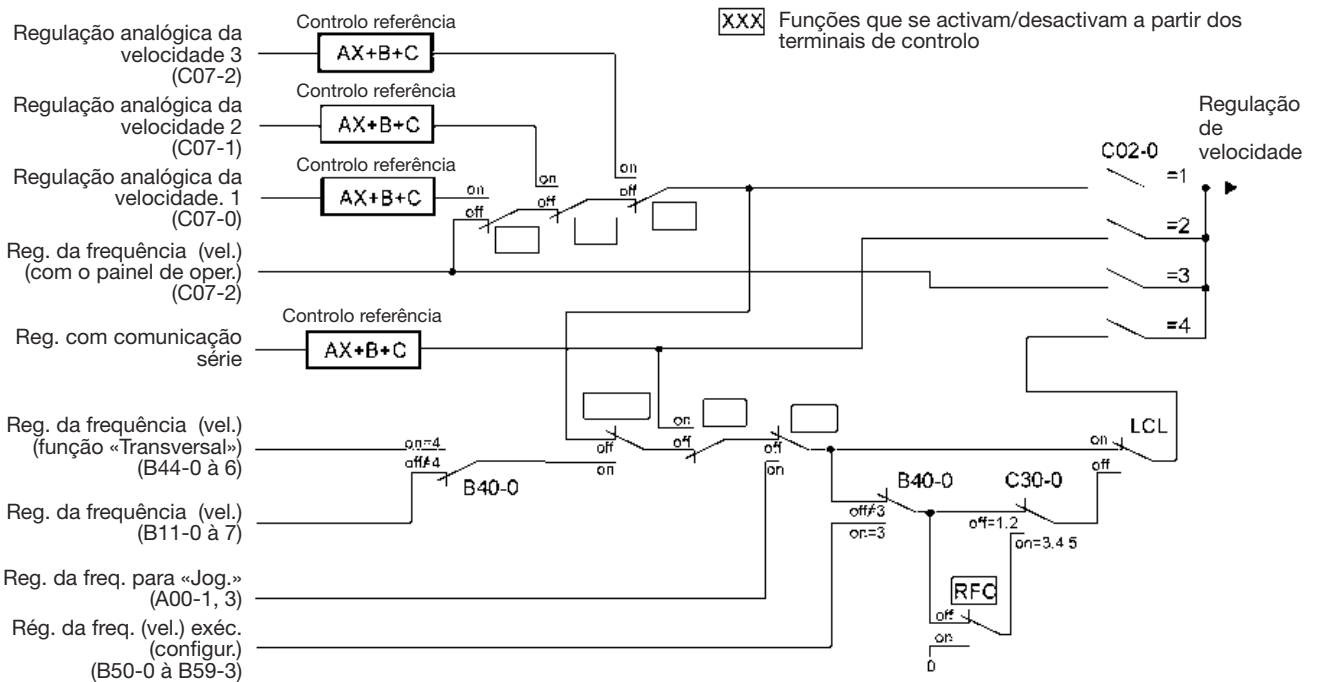 Regulação analógica da
velocidade 3
(C07-2)
Controlo referência
AX+B+C
XXX
Funções que se activam/desactivam a partir dos
terminais de controlo
Regulação analógica da
velocidade 2
(C07-1)
Controlo referência
AX+B+C
Regulação analógica da
velocidade. 1
(C07-0)
Controlo referência
AX+B+C
on
off
on
off
on
off
C02-0
=1
=2
=3
=4
Regulação
de
velocidade
Reg. da frequência (vel.)
(com o painel de oper.)
(C07-2)
Reg. com comunicação
série
Controlo referência
AX+B+C
Reg. da frequência (vel.)
(função «Transversal»
(B44-0 à 6)
on=4
off≠4
B40-0
off
on
on
off
off
on
on
LCL
off
Reg. da frequência (vel.)
(B11-0 à 7)
B40-0
off≠3
on=3
C30-0
off=1.2
on=3.4 5
Reg. da freq. para «Jog.»
(A00-1, 3)
RFC
off
on
0
Rég. da freq. (vel.) exéc.
(configur.)
(B50-0 à B59-3)